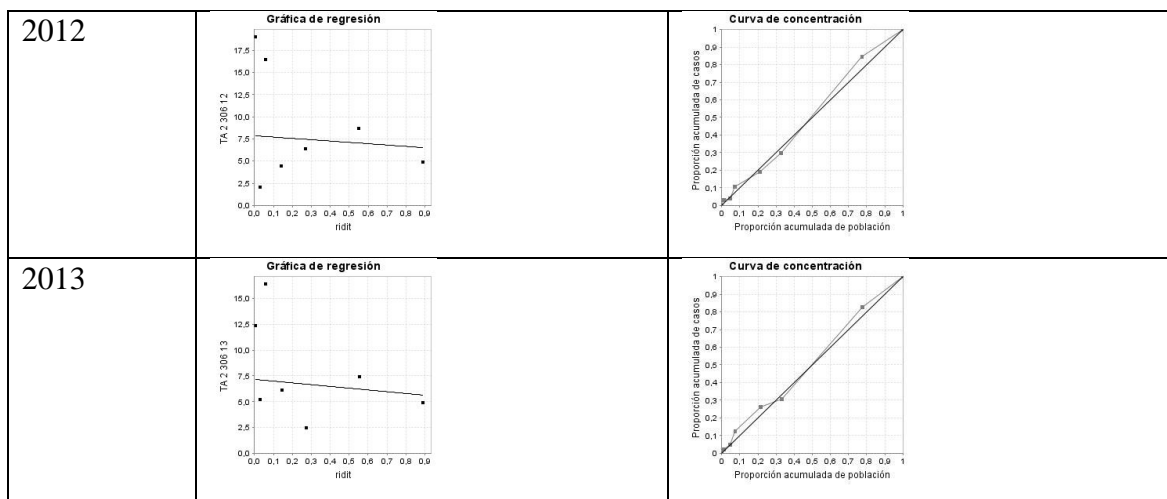 2012
Gráfica de regresión
TA 2 306 12
17,5
15,0
12,5
10,0
7,5
5,0
2,5
0,0
0,0 0,1 0,2 0,3 0,4 0,5 0,6 0,7 0,8 0,9
ridit
Curva de concentración
Proporción acumulada de casos
1
0,9
0,8
0,7
0,6
0,5
0,4
0,3
0,2
0,1
0
0 0,1 0,2 0,3 0,4 0,5 0,6 0,7 0,8 0,9 1
Proporción acumulada de población
2013
Gráfica de regresión
TA 2 306 13
15,0
12,5
10,0
7,5
5,0
2,5
0,0
0,0 0,1 0,2 0,3 0,4 0,5 0,6 0,7 0,8 0,9
ridit
Curva de concentración
Proporción acumulada de casos
1
0,9
0,8
0,7
0,6
0,5
0,4
0,3
0,2
0,1
0
0 0,1 0,2 0,3 0,4 0,5 0,6 0,7 0,8 0,9 1
Proporción acumulada de población